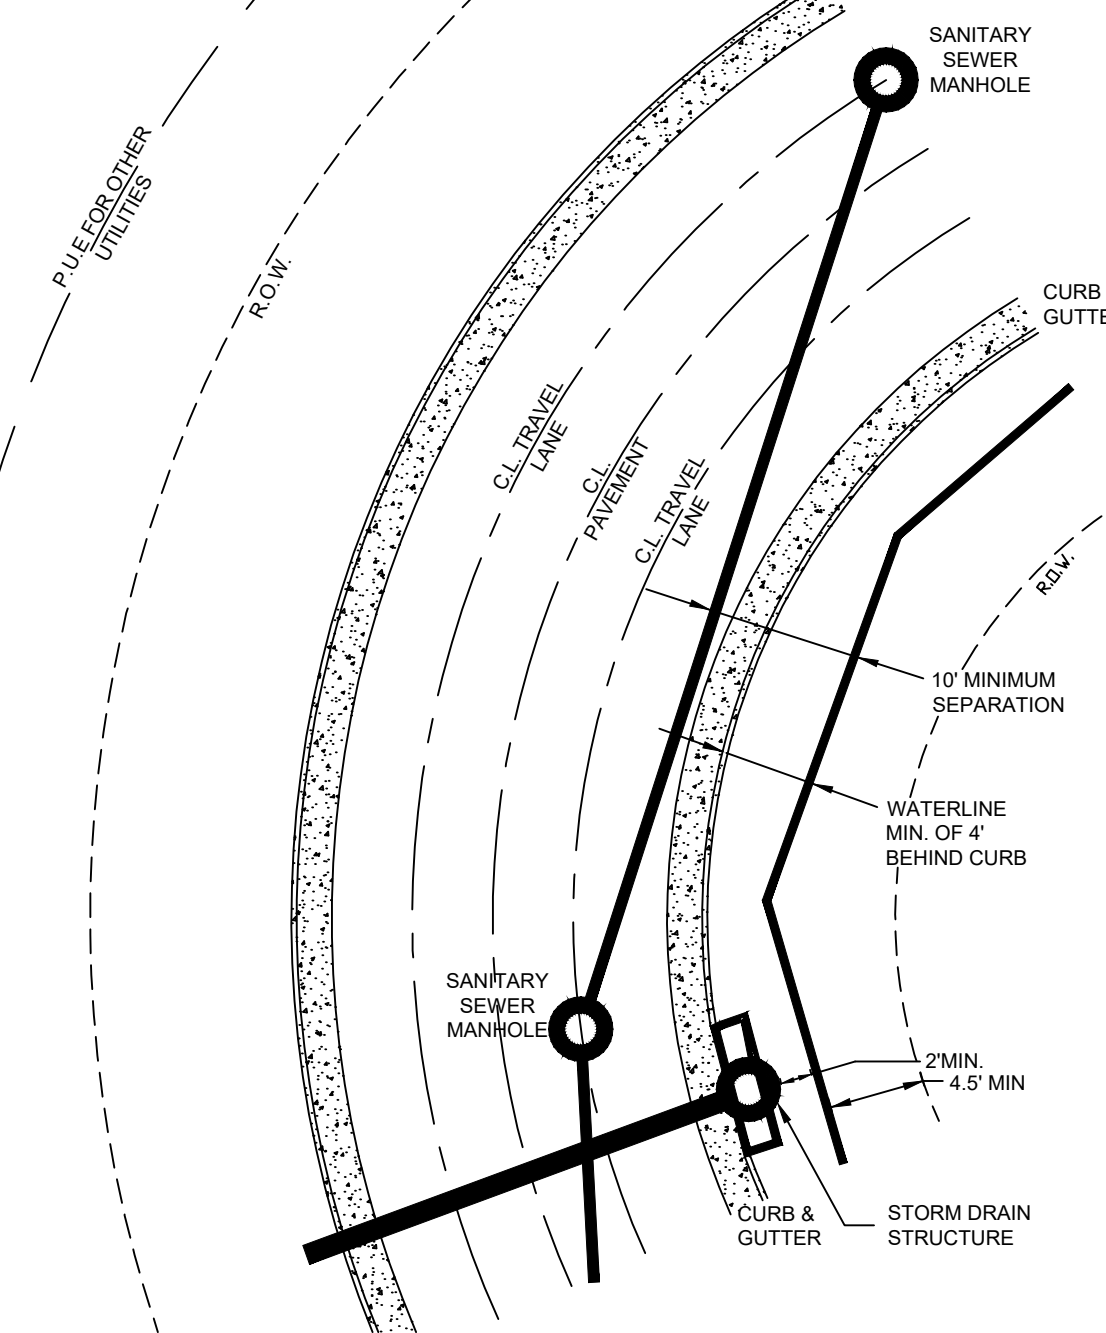 SANITARY
SEWER
MANHOLE
P.U.E FOR OTHER
UTILITIES
R.O.W.
CURB
GUTTE
C.L. TRAVEL
LANE
C.L.
PAVEMENT
C.L. TRAVEL
LANE
R.O.W.
10' MINIMUM
SEPARATION
WATERLINE
MIN. OF 4'
BEHIND CURB
SANITARY
SEWER
MANHOLE
2'MIN.
4.5' MIN
CURB &
GUTTER
STORM DRAIN
STRUCTURE